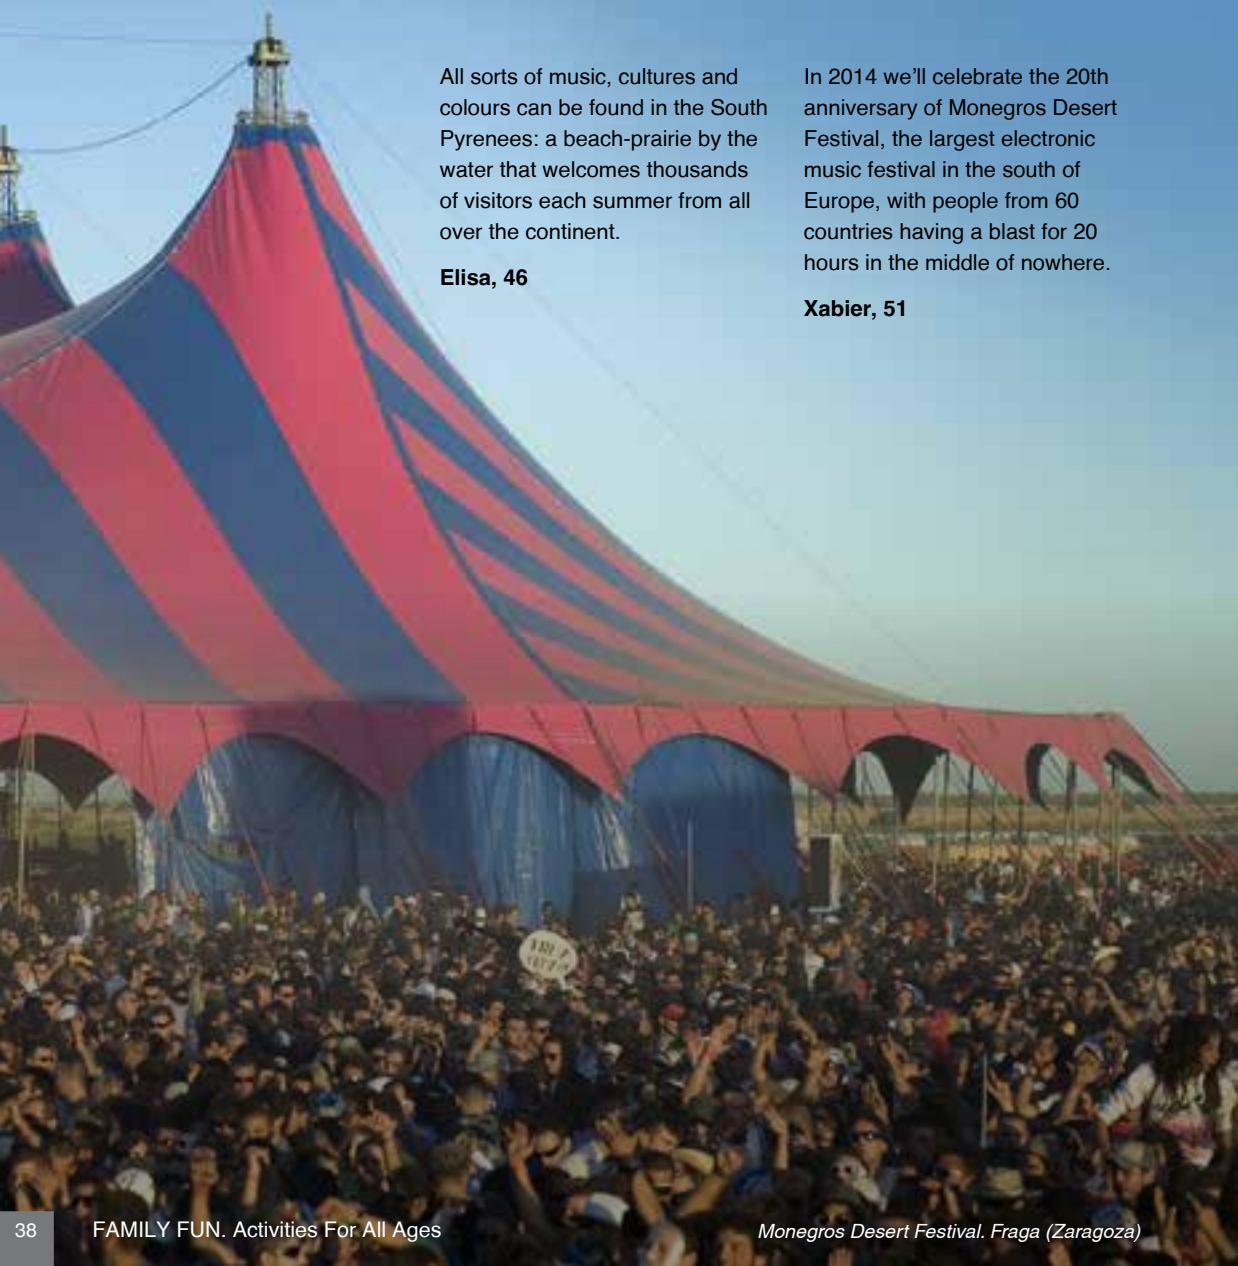 All sorts of music, cultures and
colours can be found in the South
Pyrenees: a beach-prairie by the
water that welcomes thousands
of visitors each summer from all
over the continent.
Elisa, 46
In 2014 we'll celebrate the 20th
anniversary of Monegros Desert
Festival, the largest electronic
music festival in the south of
Europe, with people from 60
countries having a blast for 20
hours in the middle of nowhere.
Xabier, 51
38
FAMILY FUN. Activities For All Ages
Monegros Desert Festival. Fraga (Zaragoza)